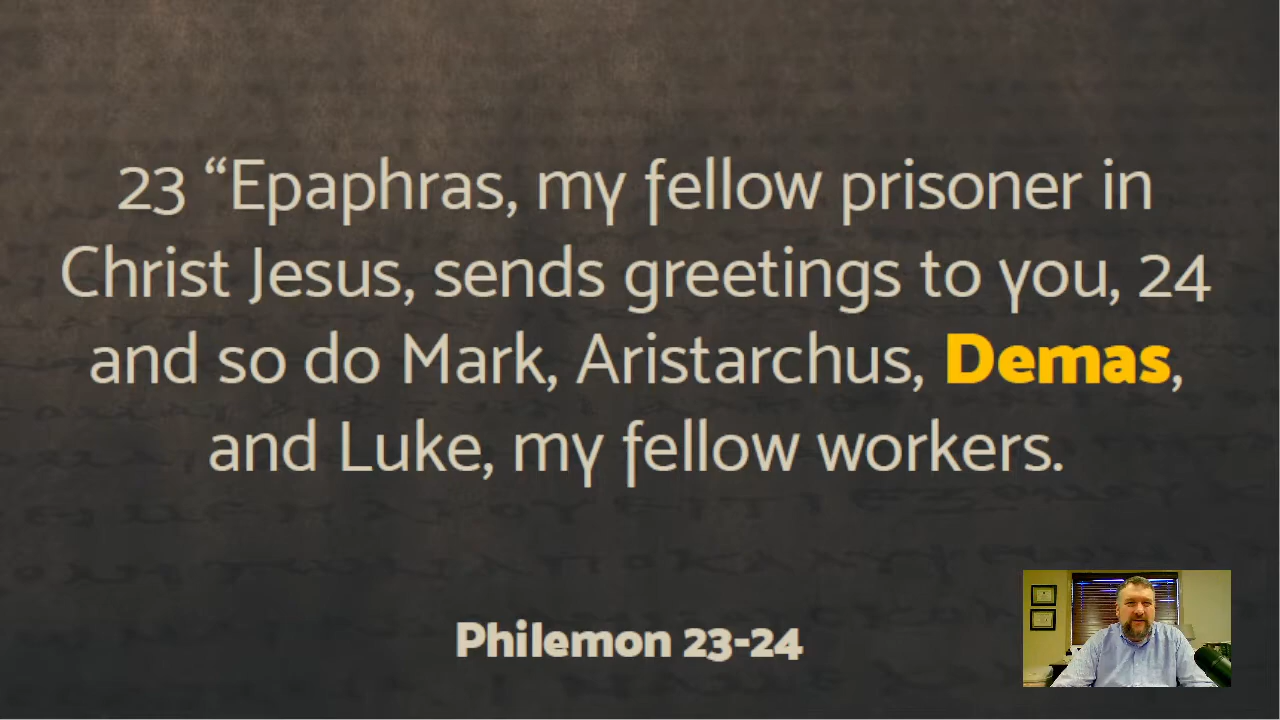 23 “Epaphras, my fellow prisoner in
Christ Jesus, sends greetings to you, 24
and so do Mark, Aristarchus, Demas,
and Luke, my fellow workers.
Philemon 23-24